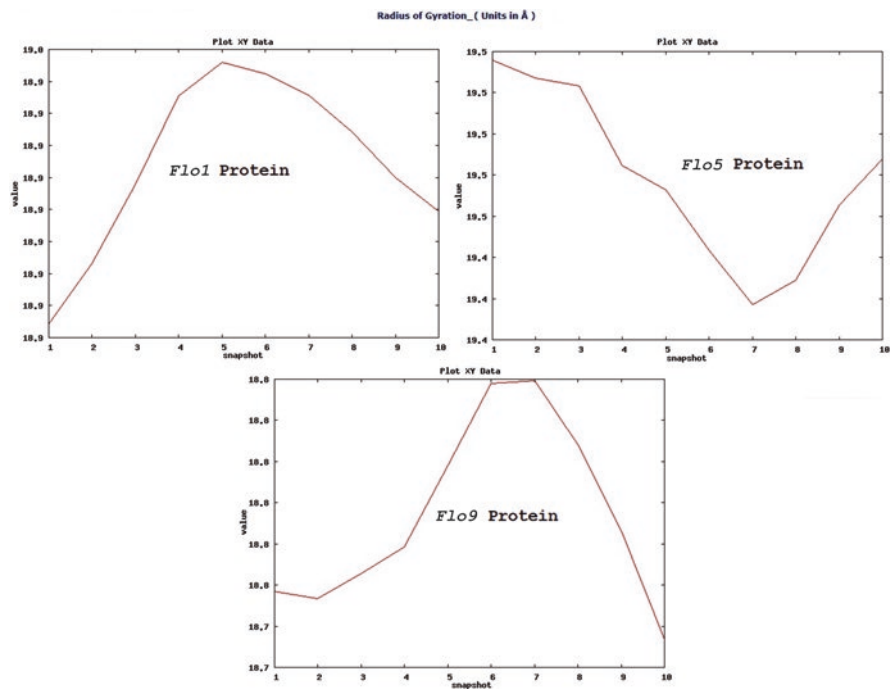 Radius of Gyration_( Units in Å )
Plot XY Data
19.0
18.9
18.9
18.9
18.9
18.9
18.9
18.9
18.9
18.9
value
Flo1 Protein
1 2 3 4 5 6 7 8 9 10
snapshot
Plot XY Data
19.5
19.5
19.5
19.5
19.5
19.4
19.4
19.4
value
Flo5 Protein
1 2 3 4 5 6 7 8 9 10
snapshot
Plot XY Data
18.8
18.8
18.8
18.8
18.8
18.8
18.7
18.7
value
Flo9 Protein
1 2 3 4 5 6 7 8 9 10
snapshot